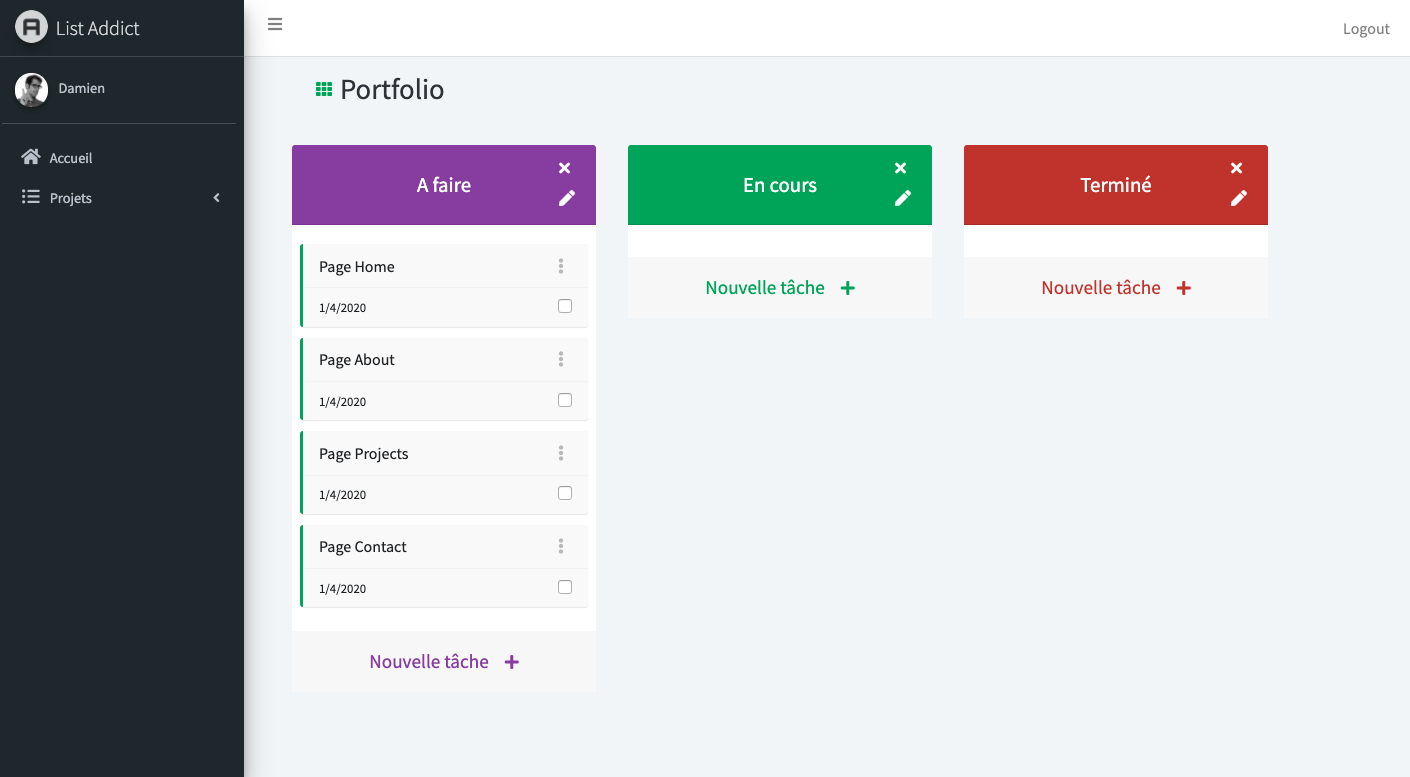 List Addict
Logout
Damien
Portfolio
Accueil
Projets
A faire
Page Home
1/4/2020
Page About
1/4/2020
Page Projects
1/4/2020
Page Contact
1/4/2020
Nouvelle tâche
En cours
Nouvelle tâche
Terminé
Nouvelle tâche